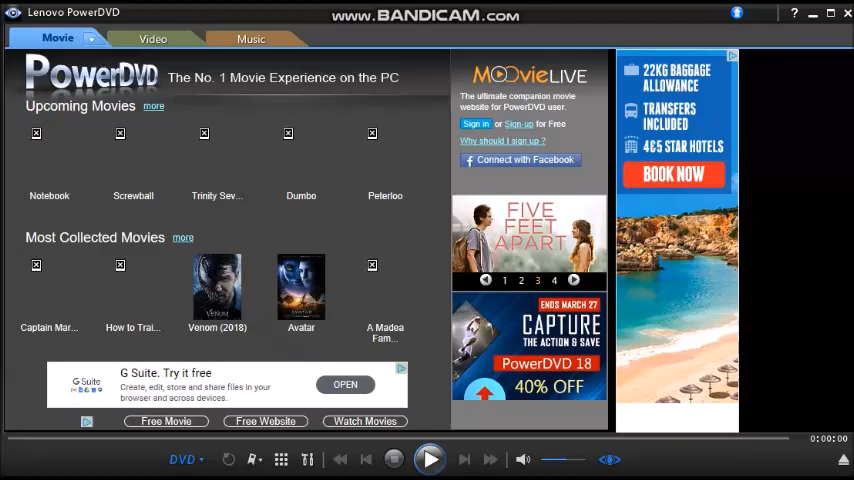 Lenovo PowerDVD
www.BANDICAM.com
?
Movie
Video
Music
PowerDVD
The No. 1 Movie Experience on the PC
Upcoming Movies more
Notebook
Screwball
Trinity Sev...
Dumbo
Peterloo
Most Collected Movies more
Captain Mar...
How to Trai...
VENOM
Venom (2018)
AVATAR
Avatar
A Madea
Fam...
G Suite
G Suite. Try it free
Create, edit, store and share files in your
browser and across devices.
OPEN
Free Movie
Free Website
Watch Movies
MOOvieLIVE
The ultimate companion movie
website for PowerDVD user.
Sign in or Sign-up for Free
Why should I sign up ?
f Connect with Facebook
FIVE
FEET
APART
1 2 3 4
ENDS MARCH 27
CAPTURE
THE ACTION & SAVE
PowerDVD 18
40% OFF
22KG BAGGAGE
ALLOWANCE
TRANSFERS
INCLUDED
4&5 STAR HOTELS
BOOK NOW
0:00:00
DVD